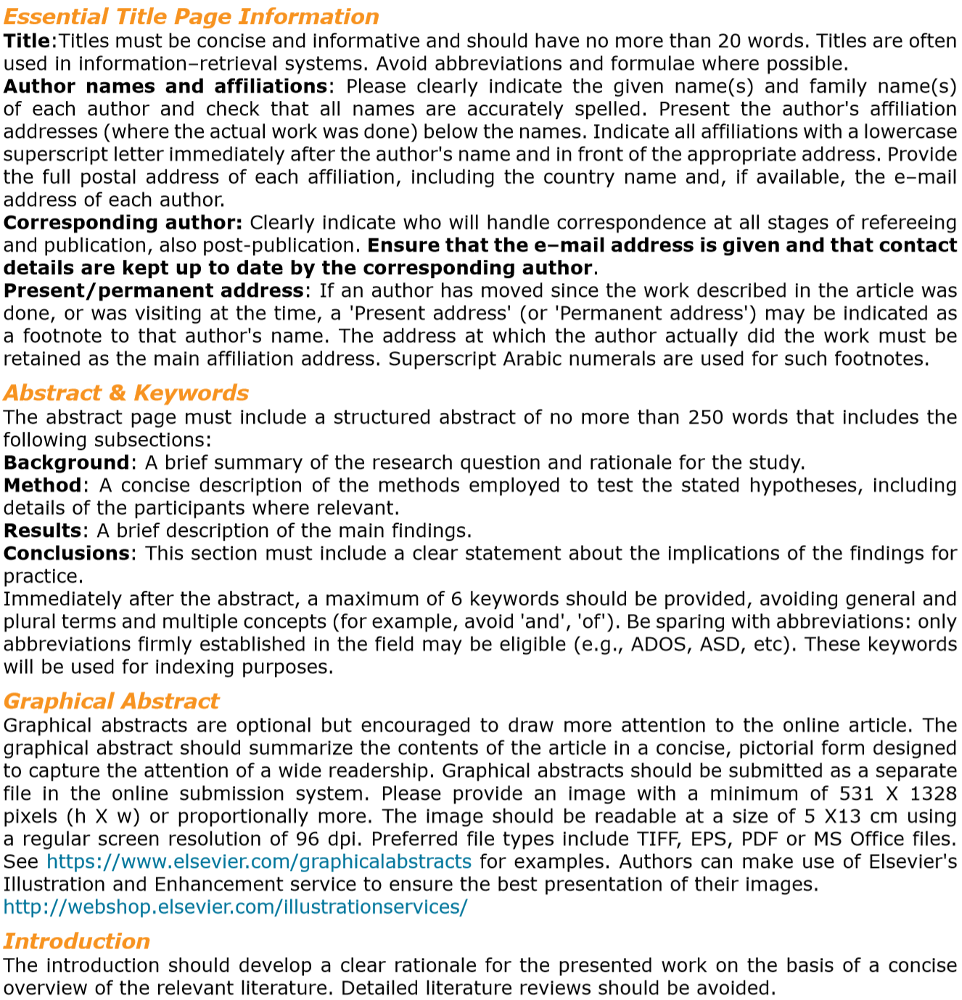 Essential Title Page Information
Title:Titles must be concise and informative and should have no more than 20 words. Titles are often
used in information–retrieval systems. Avoid abbreviations and formulae where possible.
Author names and affiliations: Please clearly indicate the given name(s) and family name(s)
of each author and check that all names are accurately spelled. Present the author's affiliation
addresses (where the actual work was done) below the names. Indicate all affiliations with a lowercase
superscript letter immediately after the author's name and in front of the appropriate address. Provide
the full postal address of each affiliation, including the country name and, if available, the e–mail
address of each author.
Corresponding author: Clearly indicate who will handle correspondence at all stages of refereeing
and publication, also post-publication. Ensure that the e–mail address is given and that contact
details are kept up to date by the corresponding author.
Present/permanent address: If an author has moved since the work described in the article was
done, or was visiting at the time, a 'Present address' (or 'Permanent address') may be indicated as
a footnote to that author's name. The address at which the author actually did the work must be
retained as the main affiliation address. Superscript Arabic numerals are used for such footnotes.
Abstract & Keywords
The abstract page must include a structured abstract of no more than 250 words that includes the
following subsections:
Background: A brief summary of the research question and rationale for the study.
Method: A concise description of the methods employed to test the stated hypotheses, including
details of the participants where relevant.
Results: A brief description of the main findings.
Conclusions: This section must include a clear statement about the implications of the findings for
practice.
Immediately after the abstract, a maximum of 6 keywords should be provided, avoiding general and
plural terms and multiple concepts (for example, avoid 'and', 'of'). Be sparing with abbreviations: only
abbreviations firmly established in the field may be eligible (e.g., ADOS, ASD, etc). These keywords
will be used for indexing purposes.
Graphical Abstract
Graphical abstracts are optional but encouraged to draw more attention to the online article. The
graphical abstract should summarize the contents of the article in a concise, pictorial form designed
to capture the attention of a wide readership. Graphical abstracts should be submitted as a separate
file in the online submission system. Please provide an image with a minimum of 531 X 1328
pixels (h X w) or proportionally more. The image should be readable at a size of 5 X13 cm using
a regular screen resolution of 96 dpi. Preferred file types include TIFF, EPS, PDF or MS Office files.
See https://www.elsevier.com/graphicalabstracts for examples. Authors can make use of Elsevier's
Illustration and Enhancement service to ensure the best presentation of their images.
http://webshop.elsevier.com/illustrationservices/
Introduction
The introduction should develop a clear rationale for the presented work on the basis of a concise
overview of the relevant literature. Detailed literature reviews should be avoided.